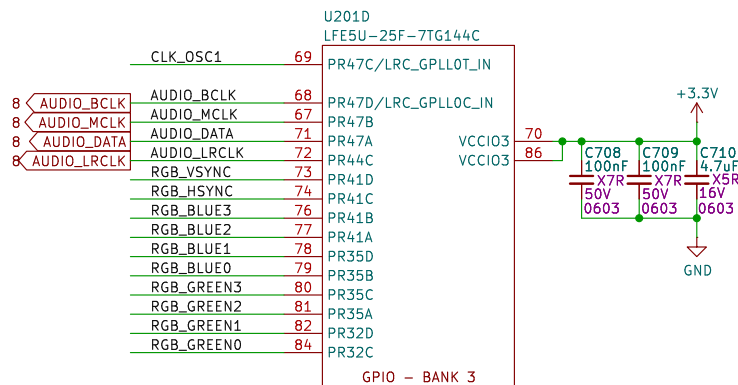 U201D
LFE5U-25F-7TG144C
CLK_OSC1 69 PR47C/LRC_GPLL0T_IN
8 AUDIO_BCLK AUDIO_BCLK 68 PR47D/LRC_GPLL0C_IN
8 AUDIO_MCLK AUDIO_MCLK 67 PR47B
8 AUDIO_DATA AUDIO_DATA 71 PR47A
8 AUDIO_LRCLK AUDIO_LRCLK 72 PR44C
RGB_VSYNC 73 PR41D
RGB_HSYNC 74 PR41C
RGB_BLUE3 76 PR41B
RGB_BLUE2 77 PR41A
RGB_BLUE1 78 PR35D
RGB_BLUE0 79 PR35B
RGB_GREEN3 80 PR35C
RGB_GREEN2 81 PR35A
RGB_GREEN1 82 PR32D
RGB_GREEN0 84 PR32C
VCCIO3 70
VCCIO3 86
GPIO - BANK 3
+3.3V
C708
100nF
X7R
50V
0603
C709
100nF
X7R
50V
0603
C710
4.7uF
X5R
16V
0603
GND